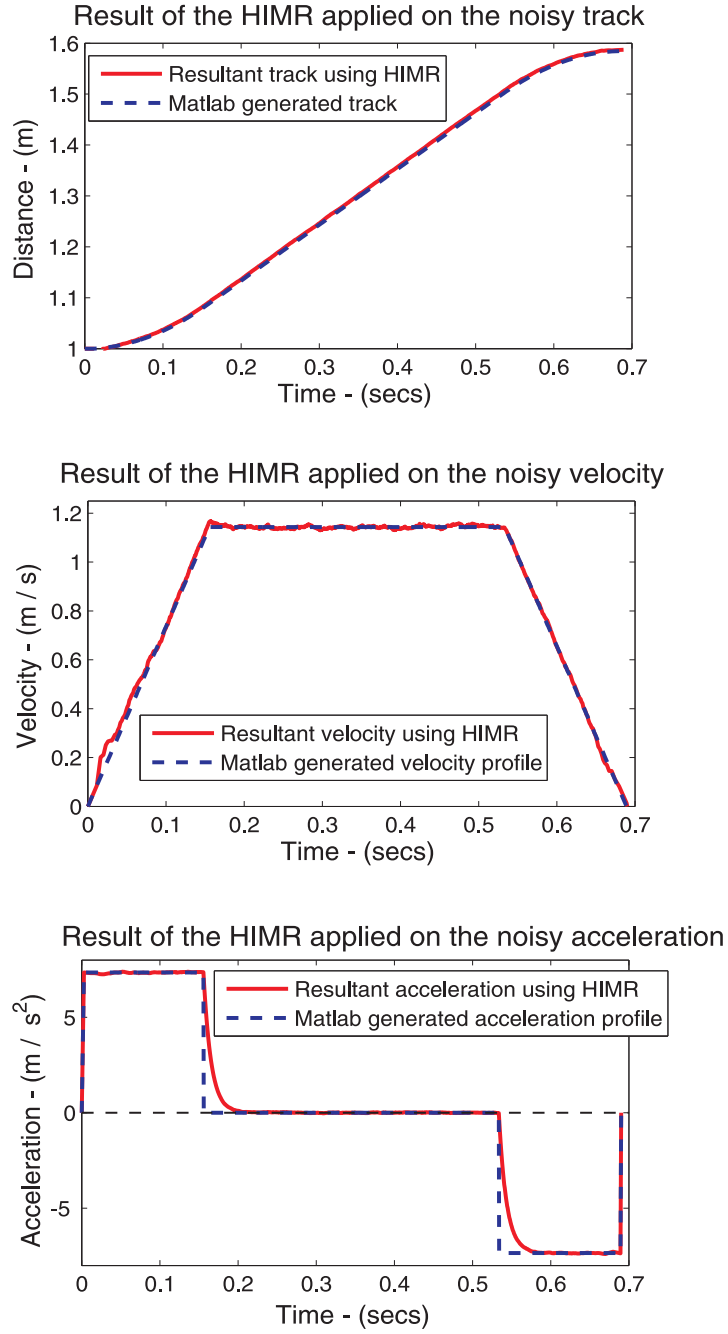 Result of the HIMR applied on the noisy track
1.6
1.5
1.4
1.3
1.2
1.1
1
Distance - (m)
Resultant track using HIMR
Matlab generated track
0 0.1 0.2 0.3 0.4 0.5 0.6 0.7
Time - (secs)
Result of the HIMR applied on the noisy velocity
1.2
1
0.8
0.6
0.4
0.2
0
Velocity - (m / s)
Resultant velocity using HIMR
Matlab generated velocity profile
0 0.1 0.2 0.3 0.4 0.5 0.6 0.7
Time - (secs)
Result of the HIMR applied on the noisy acceleration
5
0
-5
Acceleration - (m / s²)
Resultant acceleration using HIMR
Matlab generated acceleration profile
0 0.1 0.2 0.3 0.4 0.5 0.6 0.7
Time - (secs)